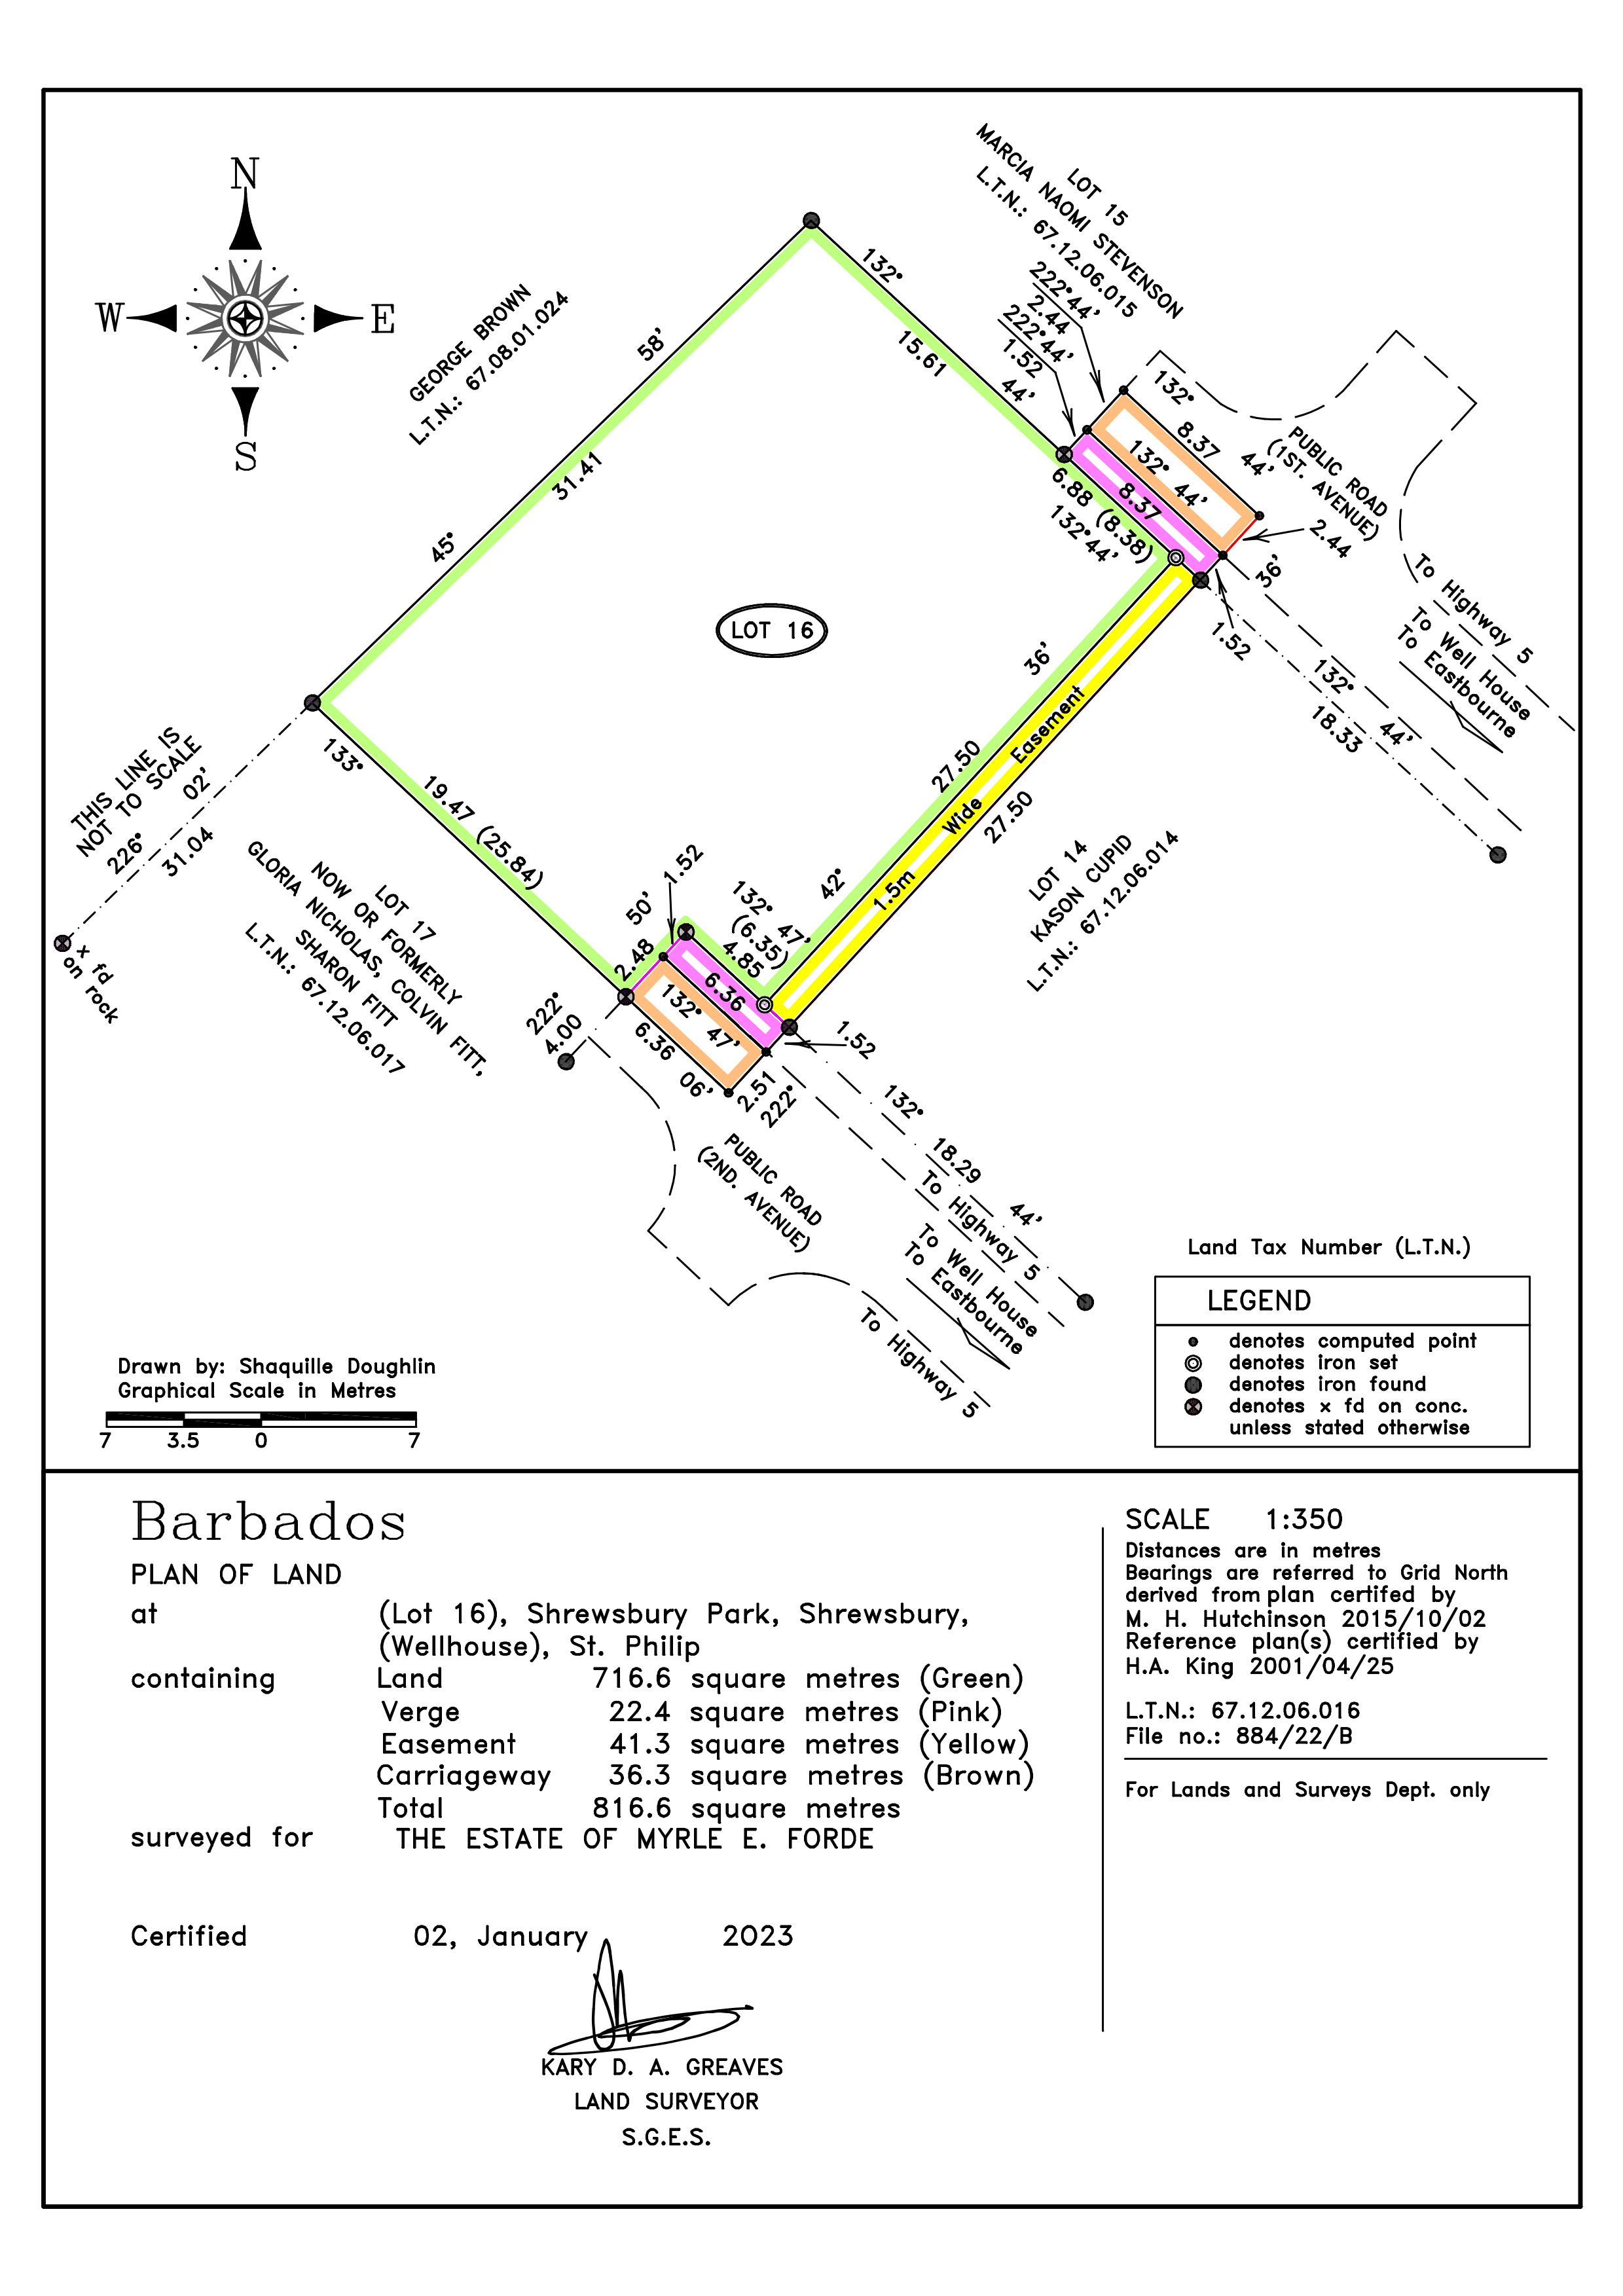 N
W
E
S
GEORGE BROWN
L.T.N.: 67.08.01.024
45° 58'
31.41
132° 44'
15.61
LOT 15
MARCIA NAOMI STEVENSON
L.T.N.: 67.12.06.015
222°44'
2.44
222°44'
1.52
132° 44'
8.37
132° 44'
8.37
6.88 (8.38)
132°44'
PUBLIC ROAD
(1ST. AVENUE)
2.44
36'
1.52
To Highway 5
To Well House
To Eastbourne
132° 44'
18.33
LOT 16
36'
27.50
42°
1.5m Wide Easement
27.50
LOT 14
KASON CUPID
L.T.N.: 67.12.06.014
THIS LINE IS
NOT TO SCALE
226° 02'
31.04
x fd
on rock
133°
19.47 (25.84)
LOT 17
NOW OR FORMERLY
GLORIA NICHOLAS, COLVIN FITT,
SHARON FITT
L.T.N.: 67.12.06.017
50'
1.52
2.48
132° 47'
(6.35)
4.85
6.36
132° 47'
6.36 06'
222°
4.00
2.51
222°
1.52
132° 44'
18.29
PUBLIC ROAD
(2ND. AVENUE)
To Highway 5
To Well House
To Eastbourne
To Highway 5
Land Tax Number (L.T.N.)
LEGEND
denotes computed point
denotes iron set
denotes iron found
denotes x fd on conc.
unless stated otherwise
Drawn by: Shaquille Doughlin
Graphical Scale in Metres
7 3.5 0 7
Barbados
PLAN OF LAND
at (Lot 16), Shrewsbury Park, Shrewsbury,
(Wellhouse), St. Philip
containing Land 716.6 square metres (Green)
Verge 22.4 square metres (Pink)
Easement 41.3 square metres (Yellow)
Carriageway 36.3 square metres (Brown)
Total 816.6 square metres
surveyed for THE ESTATE OF MYRLE E. FORDE
Certified 02, January 2023
KARY D. A. GREAVES
LAND SURVEYOR
S.G.E.S.
SCALE 1:350
Distances are in metres
Bearings are referred to Grid North
derived from plan certifed by
M. H. Hutchinson 2015/10/02
Reference plan(s) certified by
H.A. King 2001/04/25
L.T.N.: 67.12.06.016
File no.: 884/22/B
For Lands and Surveys Dept. only